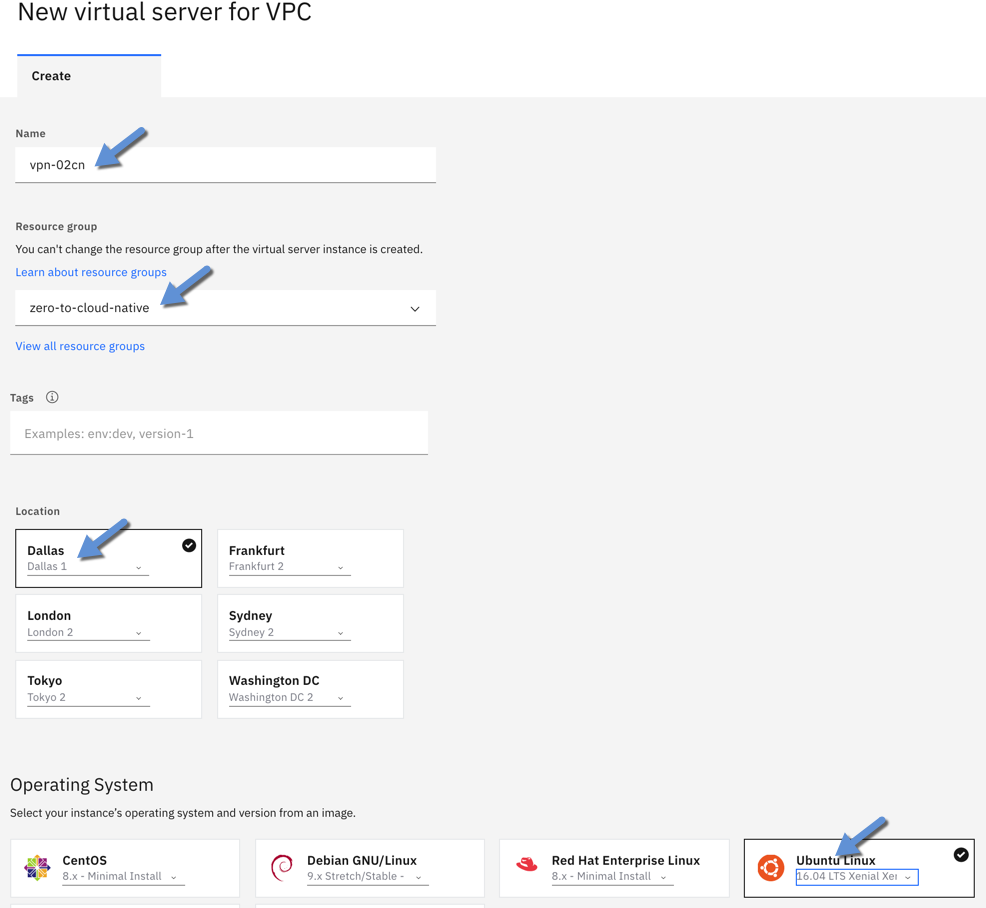 New virtual server for VPC
Create
Name
vpn-02cn
Resource group
You can't change the resource group after the virtual server instance is created.
Learn about resource groups
zero-to-cloud-native
View all resource groups
Tags
Examples: env:dev, version-1
Location
Dallas
Dallas 1
Frankfurt
Frankfurt 2
London
London 2
Sydney
Sydney 2
Tokyo
Tokyo 2
Washington DC
Washington DC 2
Operating System
Select your instance’s operating system and version from an image.
CentOS
8.x - Minimal Install
Debian GNU/Linux
9.x Stretch/Stable -
Red Hat Enterprise Linux
8.x - Minimal Install
Ubuntu Linux
16.04 LTS Xenial Xer